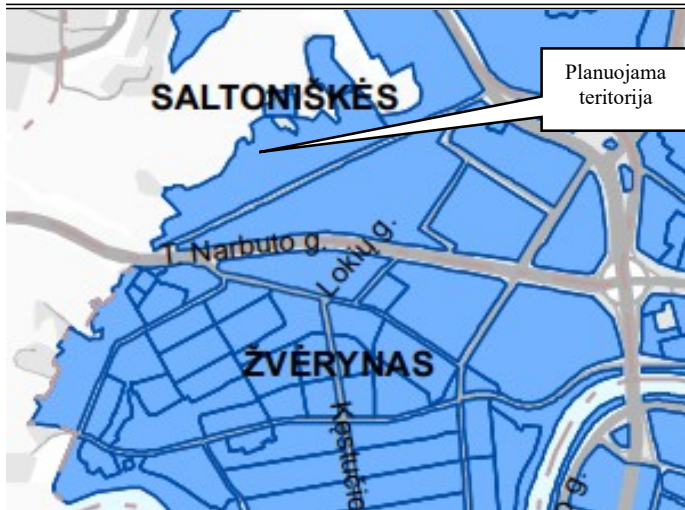 Planuojama
teritorija
SALTONIŠKĖS
T. Narbuto g.
Lokių g.
ŽVĖRYNAS
Kęstučio
o g.